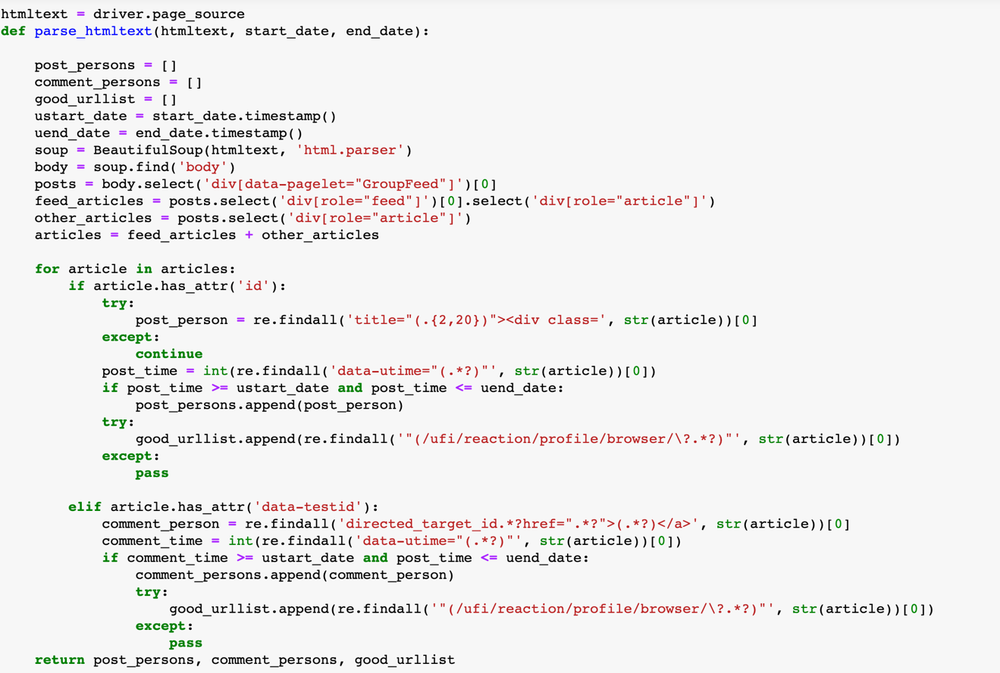 htmltext = driver.page_source
def parse_htmltext(htmltext, start_date, end_date):
    post_persons = []
    comment_persons = []
    good_urllist = []
    ustart_date = start_date.timestamp()
    uend_date = end_date.timestamp()
    soup = BeautifulSoup(htmltext, 'html.parser')
    body = soup.find('body')
    posts = body.select('div[data-pagelet="GroupFeed"]')[0]
    feed_articles = posts.select('div[role="feed"]')[0].select('div[role="article"]')
    other_articles = posts.select('div[role="article"]')
    articles = feed_articles + other_articles
    for article in articles:
        if article.has_attr('id'):
            try:
                post_person = re.findall('title="(.{2,20})"><div class=', str(article))[0]
            except:
                continue
            post_time = int(re.findall('data-utime="(.*?)"', str(article))[0])
            if post_time >= ustart_date and post_time <= uend_date:
                post_persons.append(post_person)
            try:
                good_urllist.append(re.findall('"(/ufi/reaction/profile/browser/\?.*?)"', str(article))[0])
            except:
                pass
        elif article.has_attr('data-testid'):
            comment_person = re.findall('directed_target_id.*?href=".*?">(.*?)</a>', str(article))[0]
            comment_time = int(re.findall('data-utime="(.*?)"', str(article))[0])
            if comment_time >= ustart_date and post_time <= uend_date:
                comment_persons.append(comment_person)
                try:
                    good_urllist.append(re.findall('"(/ufi/reaction/profile/browser/\?.*?)"', str(article))[0])
                except:
                    pass
    return post_persons, comment_persons, good_urllist